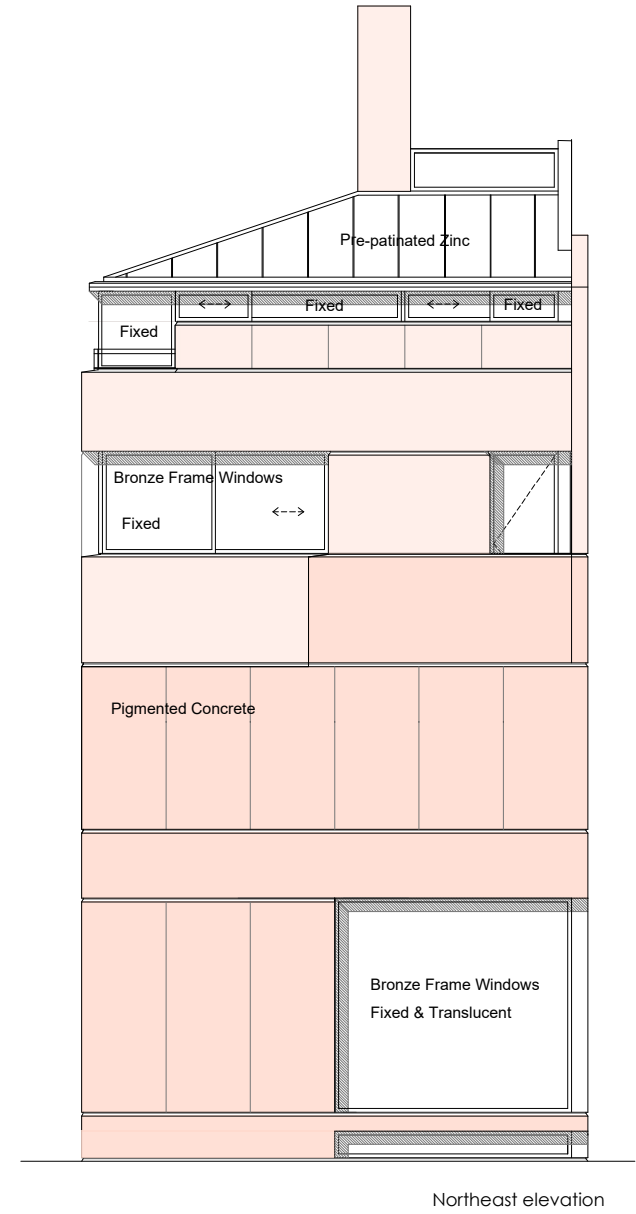 Pre-patinated Zinc
Fixed
Fixed
Fixed
Bronze Frame Windows
Fixed
Pigmented Concrete
Bronze Frame Windows
Fixed & Translucent
Northeast elevation